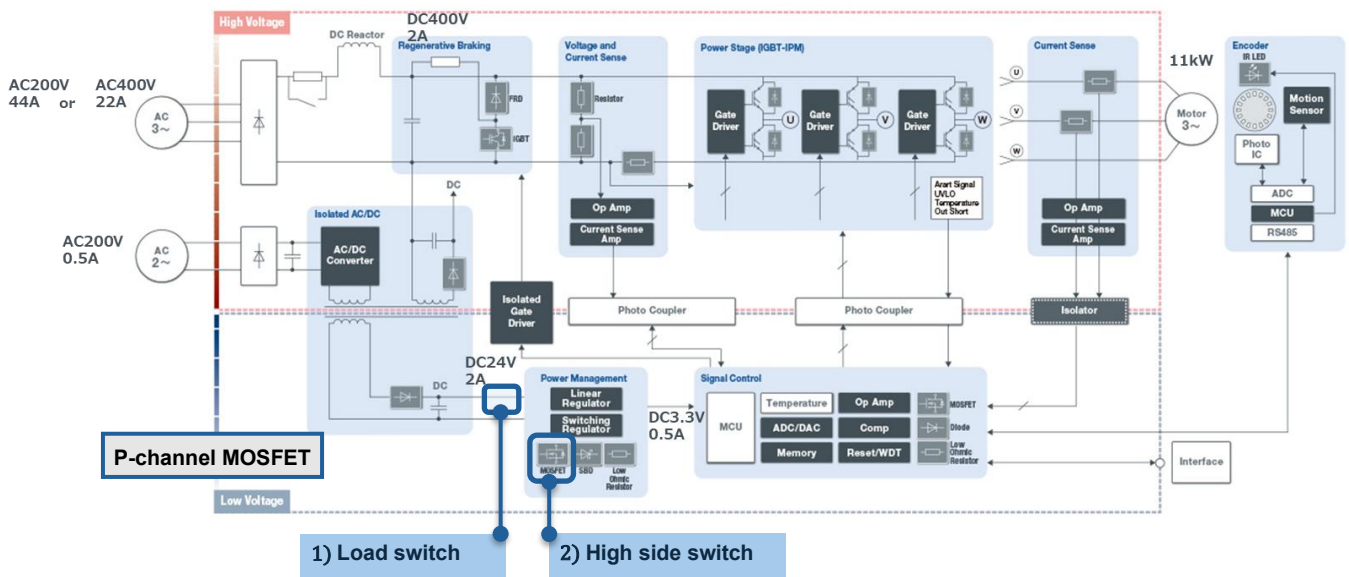 High Voltage
DC400V
2A
DC Reactor
Regenerative Braking
FRD
IGBT
Voltage and
Current Sense
Resistor
Op Amp
Current Sense
Amp
Power Stage (IGBT-IPM)
Gate
Driver
U
Gate
Driver
V
Gate
Driver
W
Arart Signal
UVLO
Temperature
Out Short
Current Sense
U
V
W
Op Amp
Current Sense
Amp
11kW
Motor
3~
Encoder
IR LED
Motion
Sensor
Photo
IC
ADC
MCU
RS485
AC200V AC400V
44A or 22A
AC
3~
AC200V
0.5A
AC
2~
Isolated AC/DC
DC
AC/DC
Converter
Isolated
Gate
Driver
Photo Coupler
Photo Coupler
Isolator
DC
DC24V
2A
Power Management
Linear
Regulator
Switching
Regulator
MOSFET
SBD
Low
Ohmic
Resistor
DC3.3V
0.5A
Signal Control
MCU
Temperature
Op Amp
MOSFET
ADC/DAC
Comp
Diode
Memory
Reset/WDT
Low
Ohmic
Resistor
Interface
P-channel MOSFET
Low Voltage
1) Load switch
2) High side switch